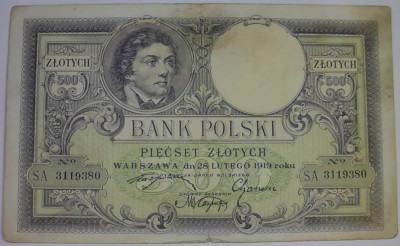 ZŁOTYCH ZŁOTYCH
500 500
BANK POLSKI
PIĘĆSET ZŁOTYCH
WARSZAWA dn 28 LUTEGO 1919 roku
Nº Nº
SA 3119380 SA 3119380